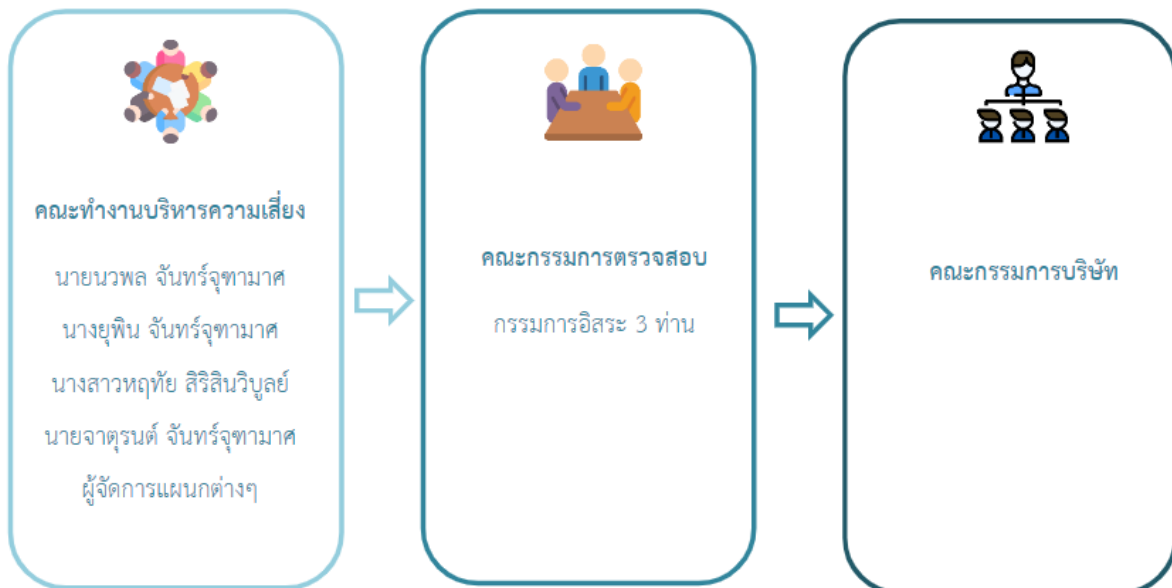 คณะทำงานบริหารความเสี่ยง
นายนวพล จันทร์จุฑามาศ
นางยุพิน จันทร์จุฑามาศ
นางสาวหฤทัย สิริสินวิบูลย์
นายจาตุรนต์ จันทร์จุฑามาศ
ผู้จัดการแผนกต่างๆ
คณะกรรมการตรวจสอบ
กรรมการอิสระ 3 ท่าน
คณะกรรมการบริษัท